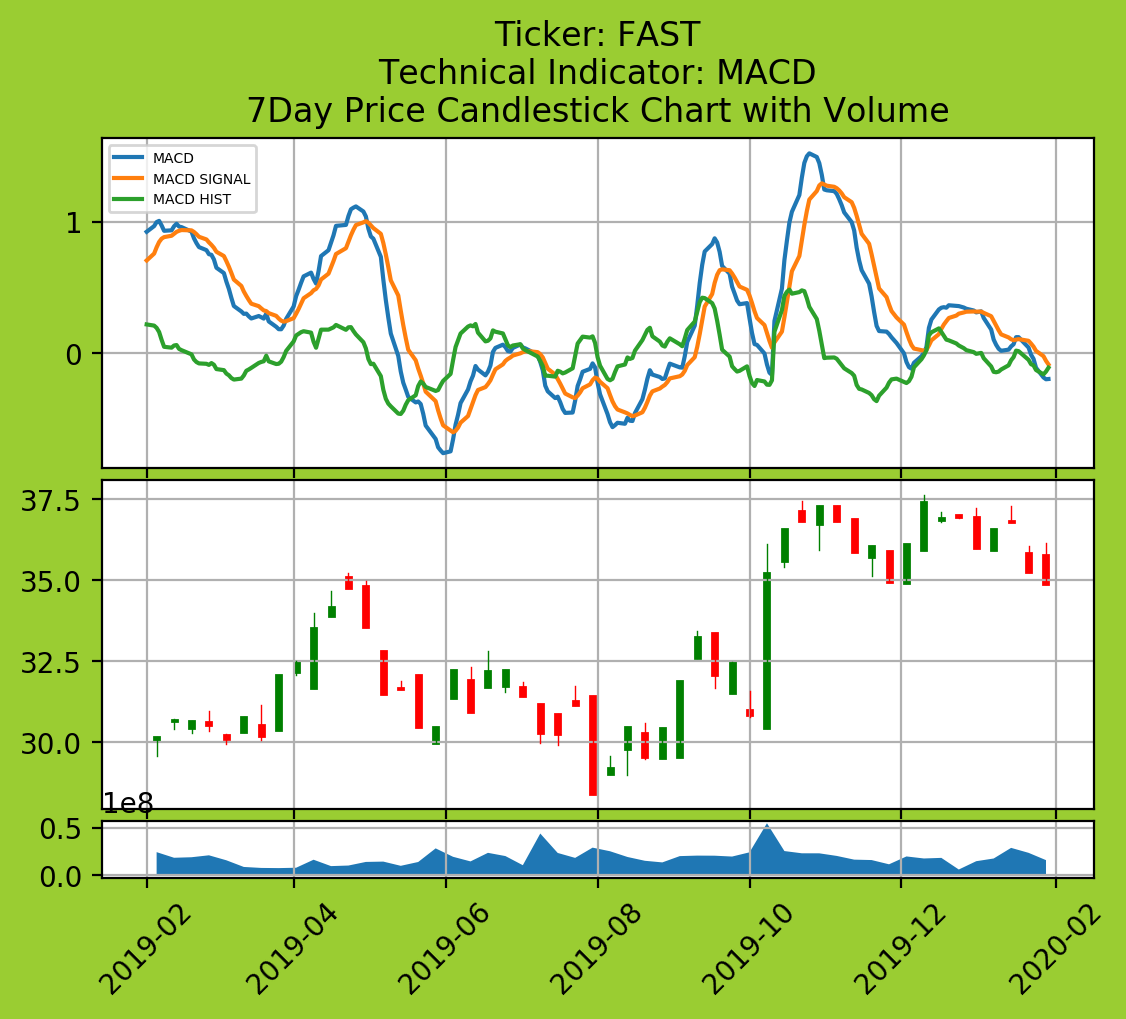 Ticker: FAST
Technical Indicator: MACD
7Day Price Candlestick Chart with Volume
MACD
MACD SIGNAL
MACD HIST
1
0
37.5
35.0
32.5
30.0
1e8
0.5
0.0
2019-02
2019-04
2019-06
2019-08
2019-10
2019-12
2020-02